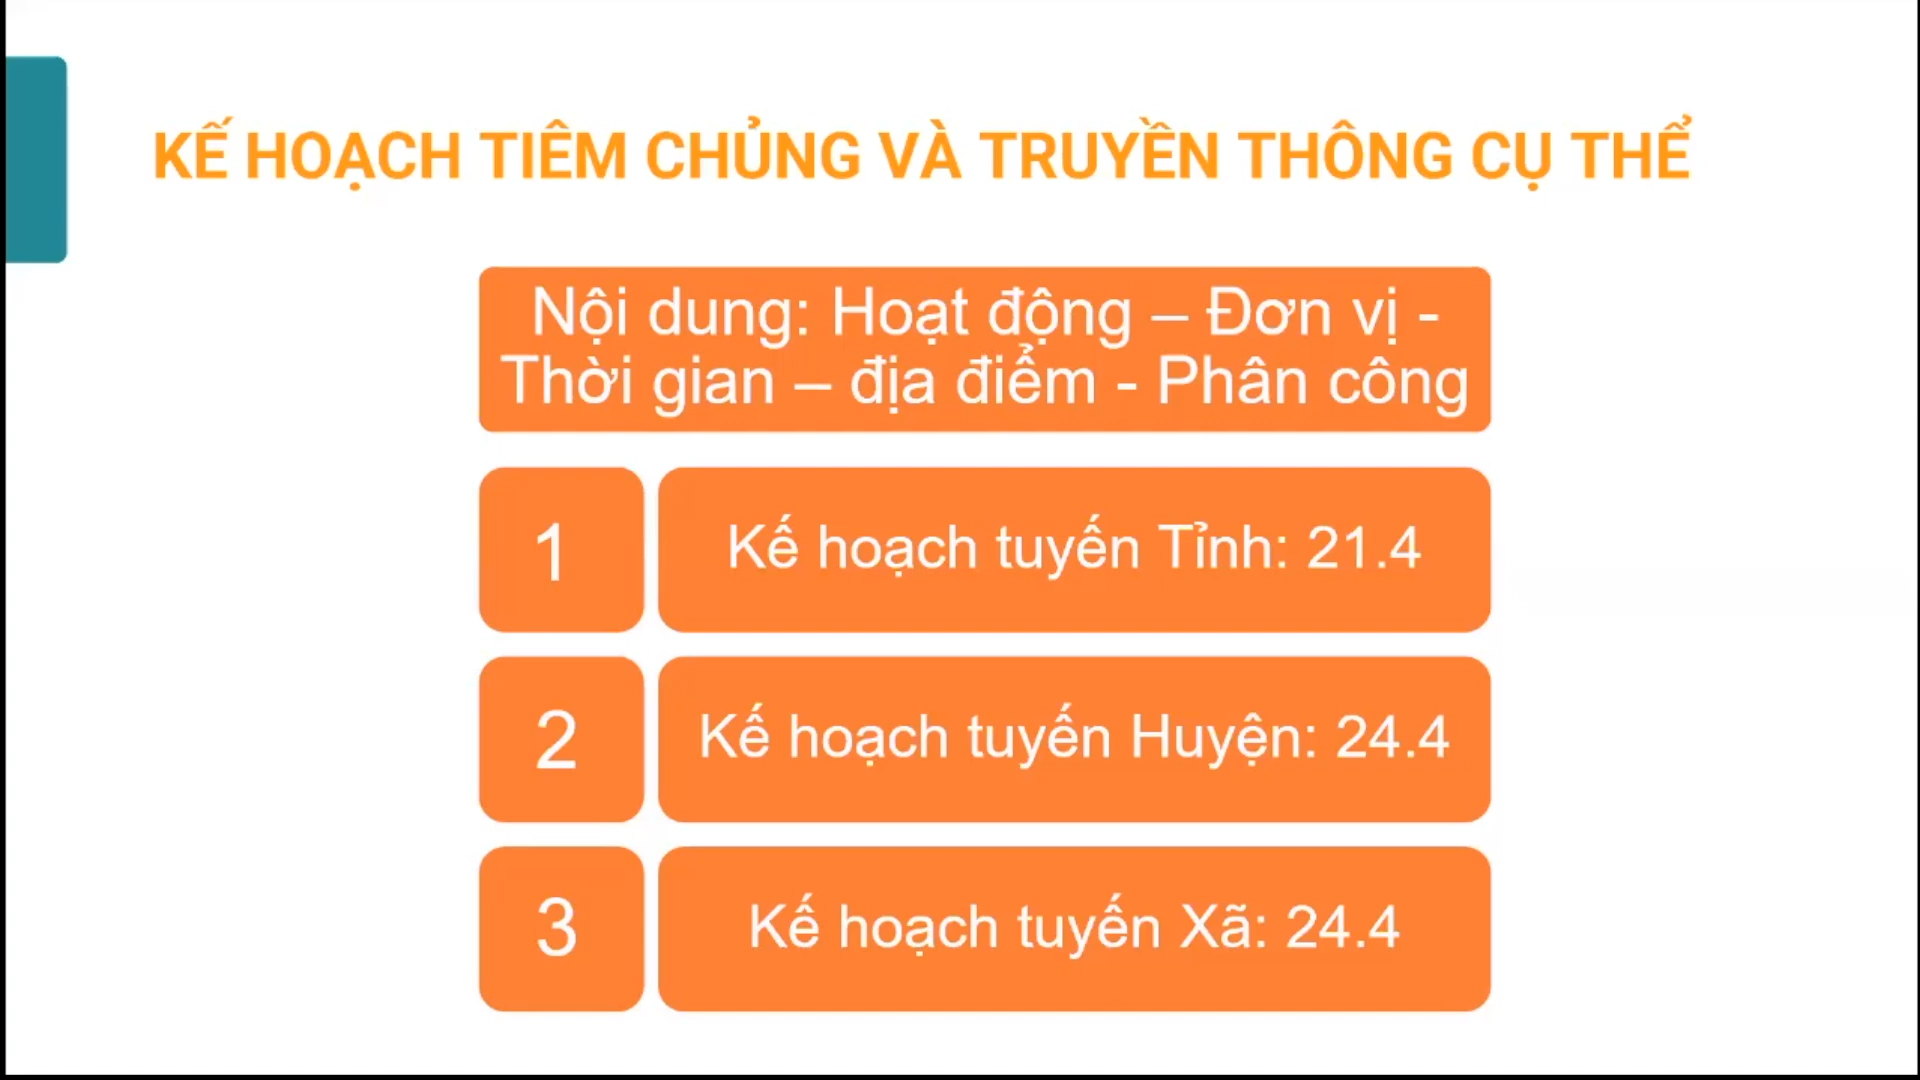 KẾ HOẠCH TIÊM CHỦNG VÀ TRUYỀN THÔNG CỤ THỂ
Nội dung: Hoạt động – Đơn vị -
Thời gian – địa điểm - Phân công
1
Kế hoạch tuyến Tỉnh: 21.4
2
Kế hoạch tuyến Huyện: 24.4
3
Kế hoạch tuyến Xã: 24.4